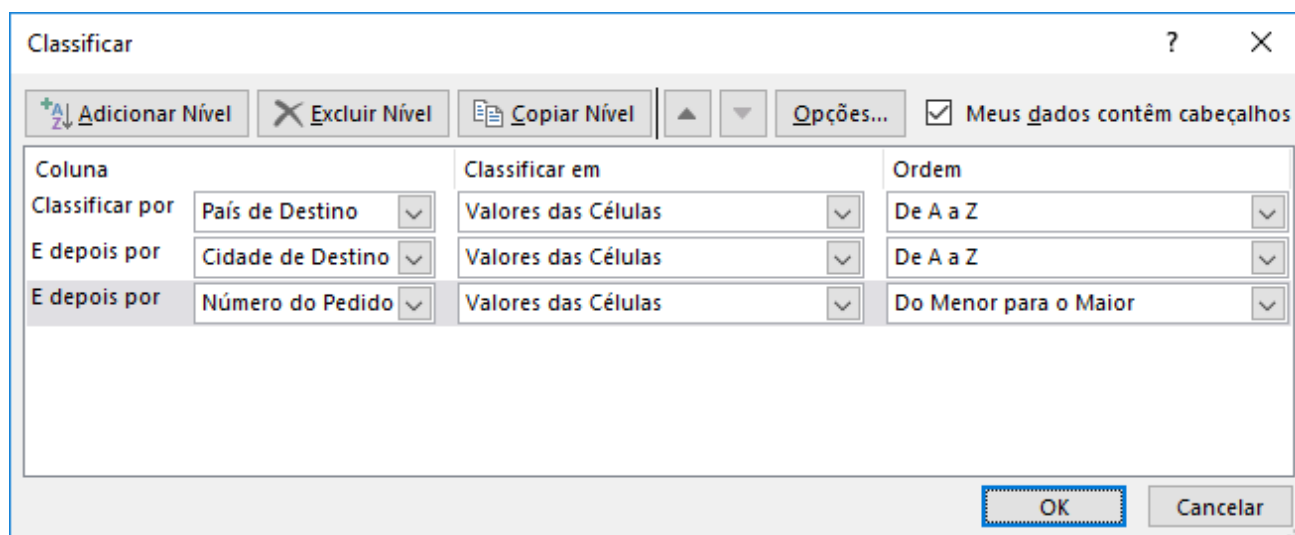 Classificar ?
Adicionar Nível Excluir Nível Copiar Nível Opções... Meus dados contêm cabeçalhos
Coluna Classificar em Ordem
Classificar por País de Destino Valores das Células De A a Z
E depois por Cidade de Destino Valores das Células De A a Z
E depois por Número do Pedido Valores das Células Do Menor para o Maior
OK Cancelar